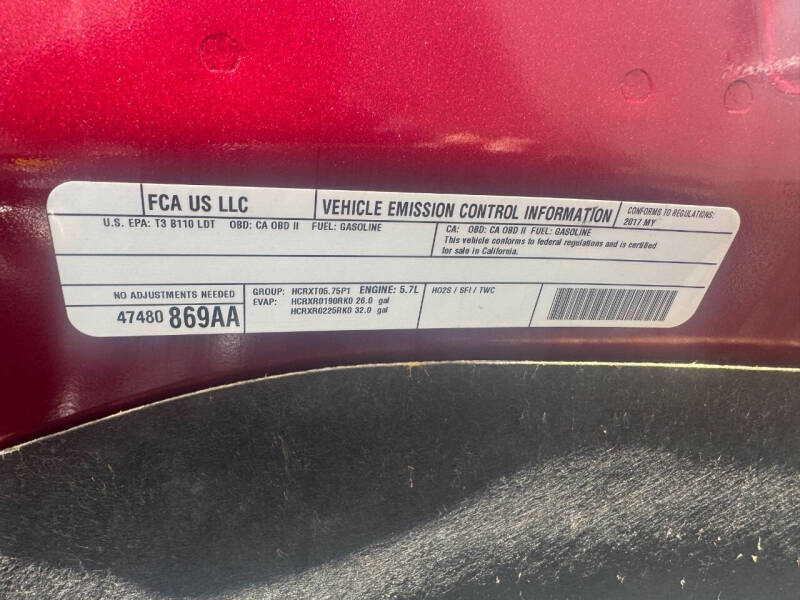 FCA US LLC
VEHICLE EMISSION CONTROL INFORMATION
CONFORMS TO REGULATIONS:
2017 MY
U.S. EPA: T3 B110 LDT OBD: CA OBD II FUEL: GASOLINE
CA: OBD: CA OBD II FUEL: GASOLINE
This vehicle conforms to federal regulations and is certified
for sale in California.
NO ADJUSTMENTS NEEDED
47480 869AA
GROUP: HCRXT05.75P1 ENGINE: 5.7L
EVAP: HCRXR0190RK0 26.0 gal
HCRXR0225RK0 32.0 gal
HO2S / SFI / TWC